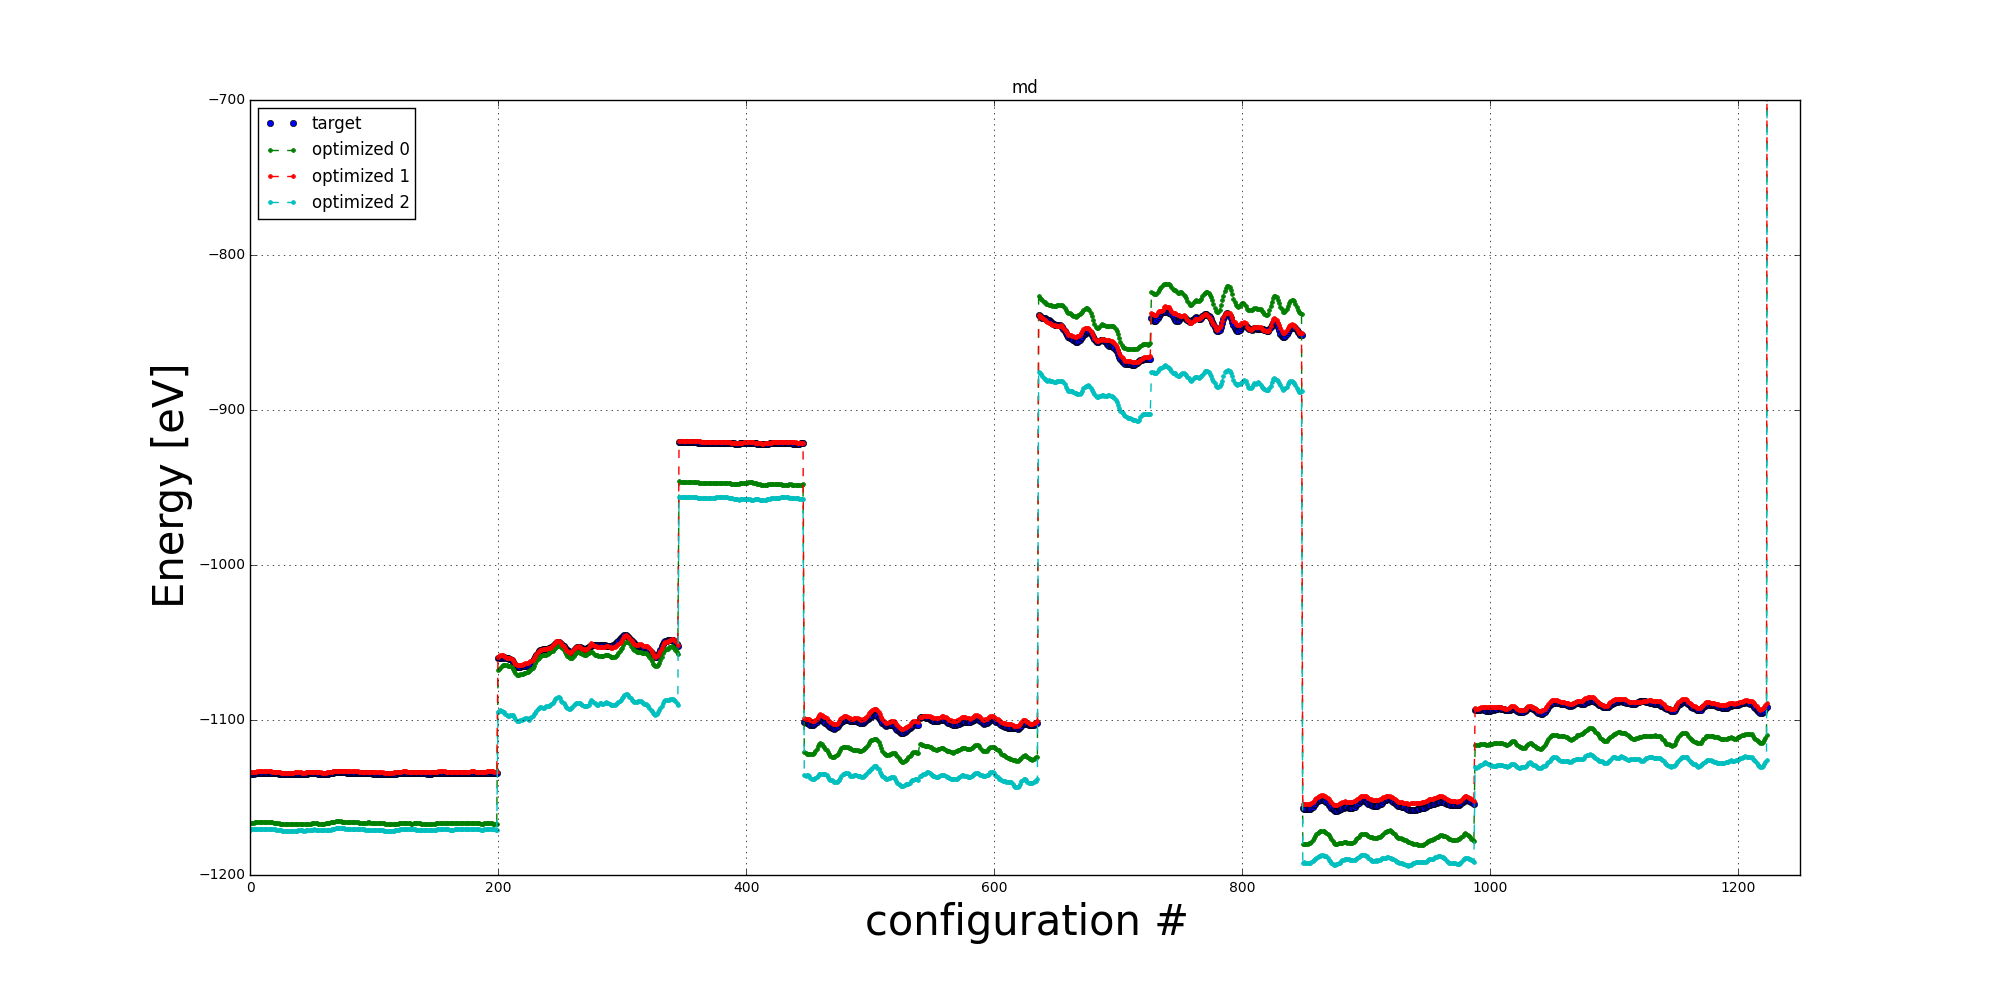 md
−700
−800
−900
−1000
−1100
−1200
Energy [eV]
target
optimized 0
optimized 1
optimized 2
0
200
400
600
800
1000
1200
configuration #